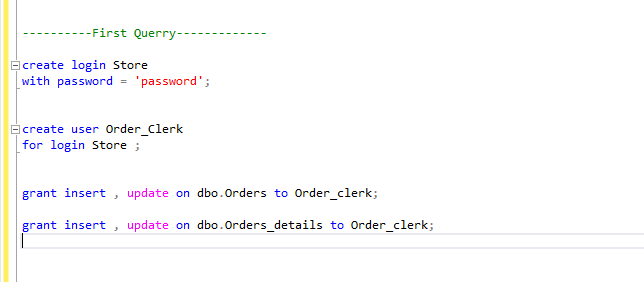 ----------First Querry-------------
create login Store
with password = 'password';
create user Order_Clerk
for login Store ;
grant insert , update on dbo.Orders to Order_clerk;
grant insert , update on dbo.Orders_details to Order_clerk;